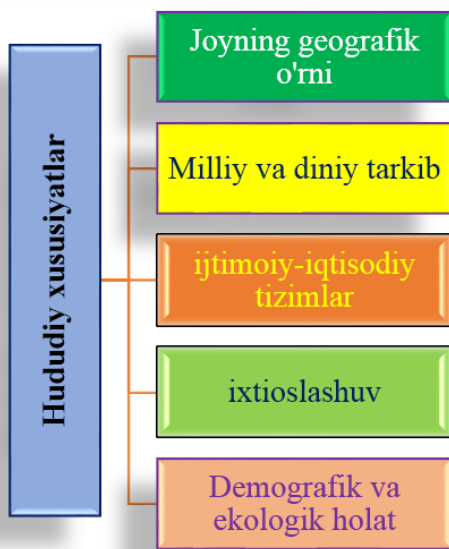 Hududiy xususiyatlar
Joyning geografik
o'rni
Milliy va diniy tarkib
ijtimoiy-iqtisodiy
tizimlar
ixtioslashuv
Demografik va
ekologik holat